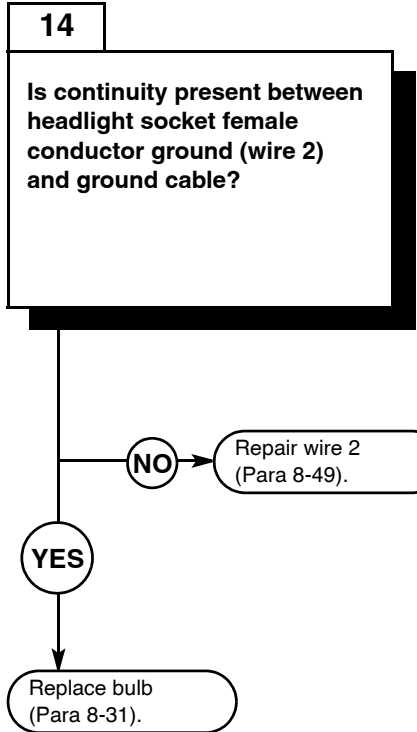 14
Is continuity present between
headlight socket female
conductor ground (wire 2)
and ground cable?
NO
Repair wire 2
(Para 8-49).
YES
Replace bulb
(Para 8-31).